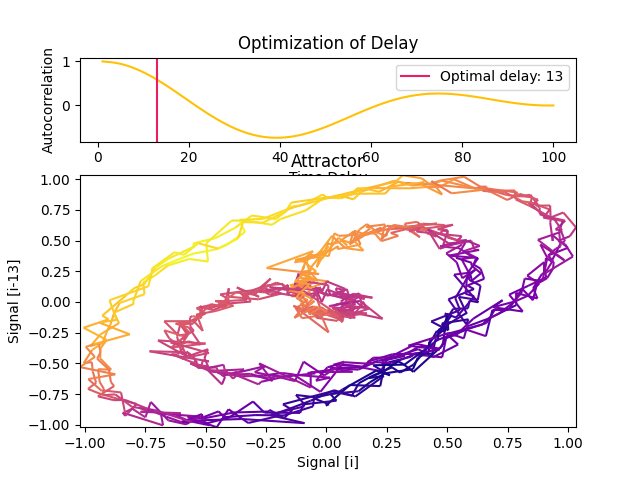 Optimization of Delay
Autocorrelation
1
0
Optimal delay: 13
0 20 40 60 80 100
Attractor
Signal [i-13]
1.00
0.75
0.50
0.25
0.00
−0.25
−0.50
−0.75
−1.00
−1.00 −0.75 −0.50 −0.25 0.00 0.25 0.50 0.75 1.00
Signal [i]